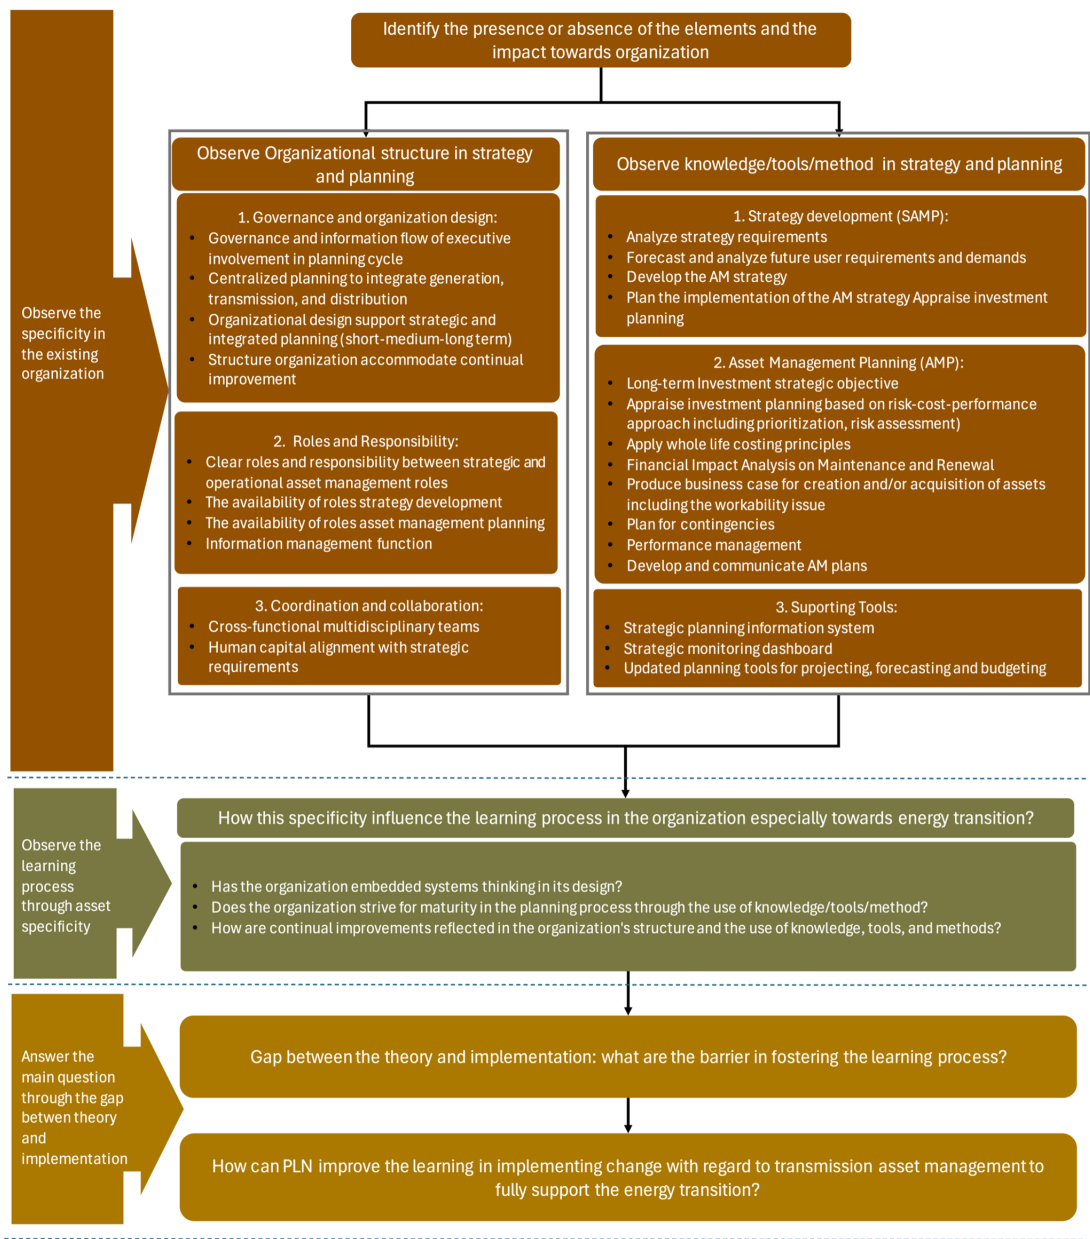 Identify the presence or absence of the elements and the
impact towards organization
Observe the
specificity in
the existing
organization
Observe Organizational structure in strategy
and planning
1. Governance and organization design:
• Governance and information flow of executive
involvement in planning cycle
• Centralized planning to integrate generation,
transmission, and distribution
• Organizational design support strategic and
integrated planning (short-medium-long term)
• Structure organization accommodate continual
improvement
2. Roles and Responsibility:
• Clear roles and responsibility between strategic and
operational asset management roles
• The availability of roles strategy development
• The availability of roles asset management planning
• Information management function
3. Coordination and collaboration:
• Cross-functional multidisciplinary teams
• Human capital alignment with strategic
requirements
Observe knowledge/tools/method in strategy and planning
1. Strategy development (SAMP):
• Analyze strategy requirements
• Forecast and analyze future user requirements and demands
• Develop the AM strategy
• Plan the implementation of the AM strategy Appraise investment
planning
2. Asset Management Planning (AMP):
• Long-term Investment strategic objective
• Appraise investment planning based on risk-cost-performance
approach including prioritization, risk assessment)
• Apply whole life costing principles
• Financial Impact Analysis on Maintenance and Renewal
• Produce business case for creation and/or acquisition of assets
including the workability issue
• Plan for contingencies
• Performance management
• Develop and communicate AM plans
3. Suporting Tools:
• Strategic planning information system
• Strategic monitoring dashboard
• Updated planning tools for projecting, forecasting and budgeting
Observe the
learning
process
through asset
specificity
How this specificity influence the learning process in the organization especially towards energy transition?
• Has the organization embedded systems thinking in its design?
• Does the organization strive for maturity in the planning process through the use of knowledge/tools/method?
• How are continual improvements reflected in the organization's structure and the use of knowledge, tools, and methods?
Answer the
main question
through the gap
betwen theory
and
implementation
Gap between the theory and implementation: what are the barrier in fostering the learning process?
How can PLN improve the learning in implementing change with regard to transmission asset management to
fully support the energy transition?